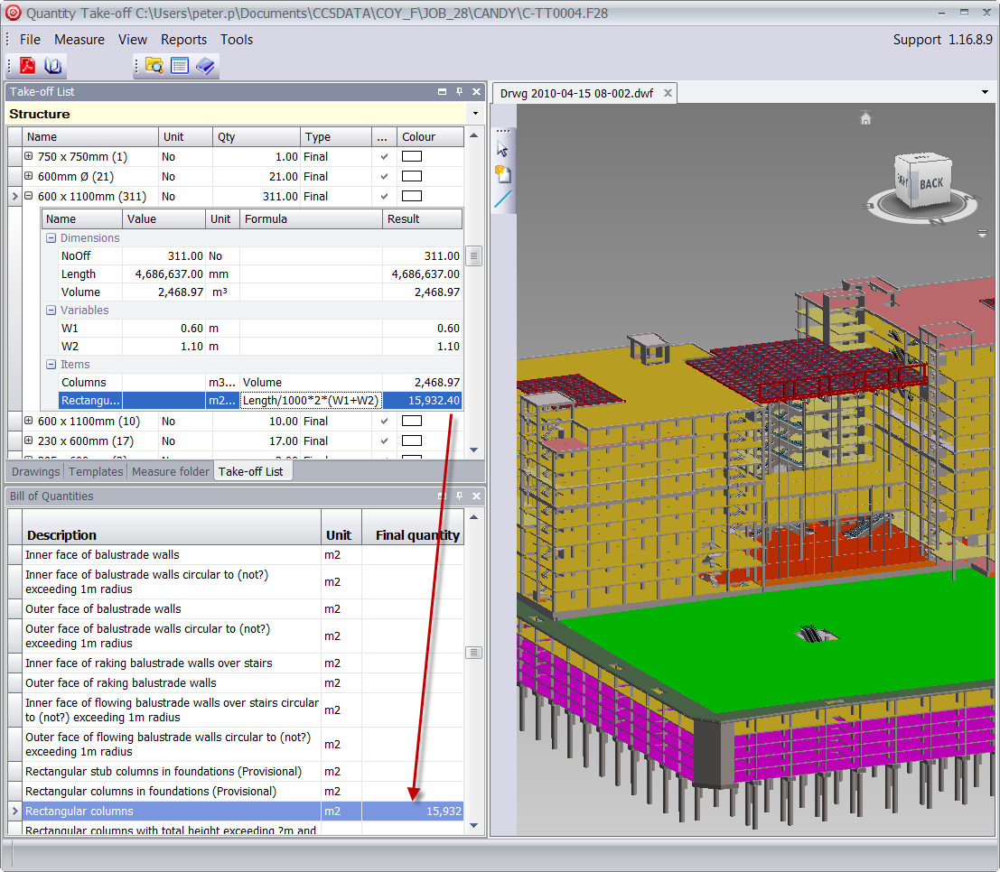 Quantity Take-off C:\Users\peter.p\Documents\CCSDATA\COY_F\JOB_28\CANDY\C-TT0004.F28
File Measure View Reports Tools Support 1.16.8.9
Take-off List
Structure
Name Unit Qty Type ... Colour
750 x 750mm (1) No 1.00 Final
600mm Ø (21) No 21.00 Final
600 x 1100mm (311) No 311.00 Final
Name Value Unit Formula Result
Dimensions
NoOff 311.00 No 311.00
Length 4,686,637.00 mm 4,686,637.00
Volume 2,468.97 m³ 2,468.97
Variables
W1 0.60 m 0.60
W2 1.10 m 1.10
Items
Columns m3... Volume 2,468.97
Rectangu... m2... Length/1000*2*(W1+W2) 15,932.40
600 x 1100mm (10) No 10.00 Final
230 x 600mm (17) No 17.00 Final
Drawings Templates Measure folder Take-off List
Bill of Quantities
Description Unit Final quantity
Inner face of balustrade walls m2
Inner face of balustrade walls circular to (not?)
exceeding 1m radius m2
Outer face of balustrade walls m2
Outer face of balustrade walls circular to (not?)
exceeding 1m radius m2
Inner face of raking balustrade walls over stairs m2
Outer face of raking balustrade walls m2
Inner face of flowing balustrade walls over stairs circular
to (not?) exceeding 1m radius m2
Outer face of flowing balustrade walls circular to (not?)
exceeding 1m radius m2
Rectangular stub columns in foundations (Provisional) m2
Rectangular columns in foundations (Provisional) m2
Rectangular columns m2 15,932
Rectangular columns with total height exceeding ?m and
Drwg 2010-04-15 08-002.dwf
BACK
N